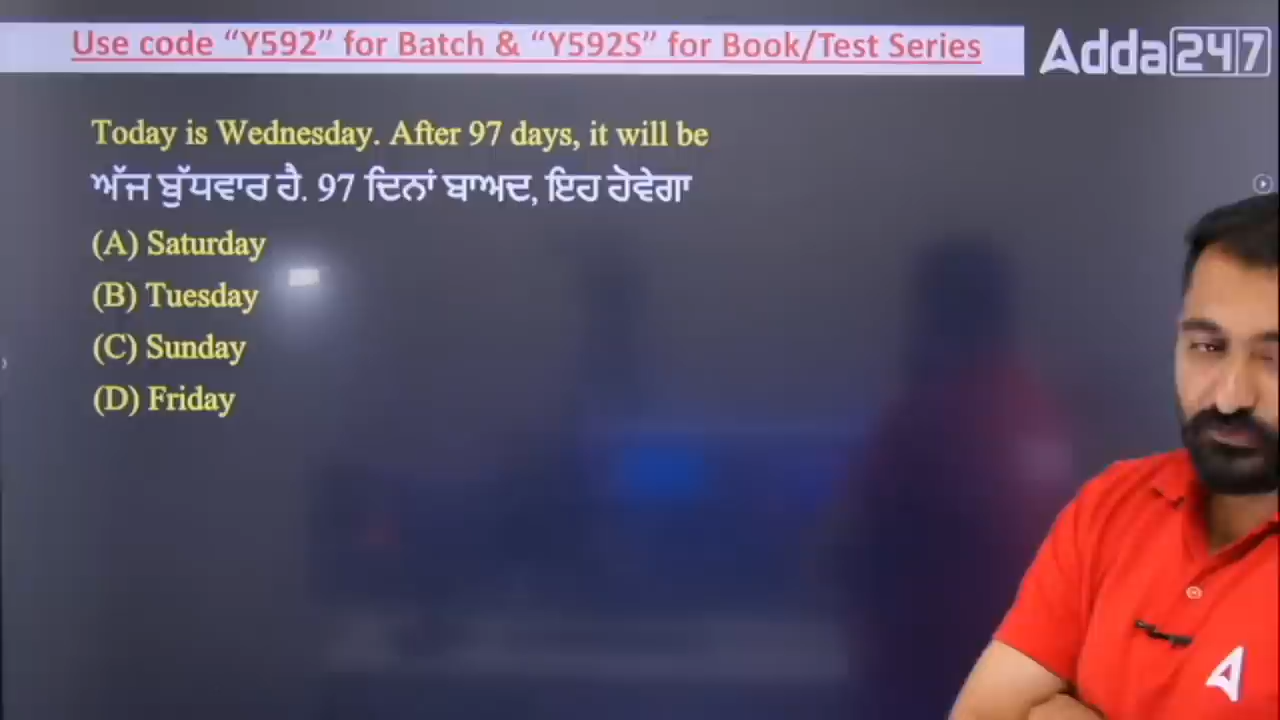 Use code “Y592” for Batch & “Y592S” for Book/Test Series
Adda247
Today is Wednesday. After 97 days, it will be
ਅੱਜ ਬੁੱਧਵਾਰ ਹੈ. 97 ਦਿਨਾਂ ਬਾਅਦ, ਇਹ ਹੋਵੇਗਾ
(A) Saturday
(B) Tuesday
(C) Sunday
(D) Friday